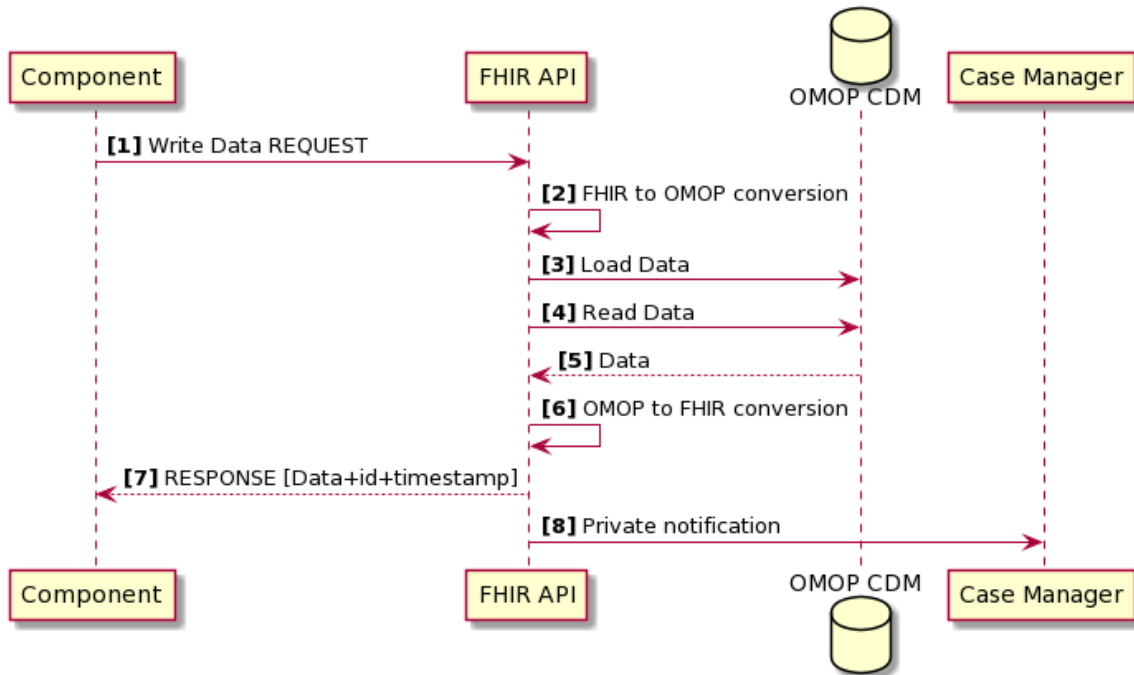 OMOP CDM
Component
FHIR API
Case Manager
[1] Write Data REQUEST
[2] FHIR to OMOP conversion
[3] Load Data
[4] Read Data
[5] Data
[6] OMOP to FHIR conversion
[7] RESPONSE [Data+id+timestamp]
[8] Private notification
Component
FHIR API
OMOP CDM
Case Manager